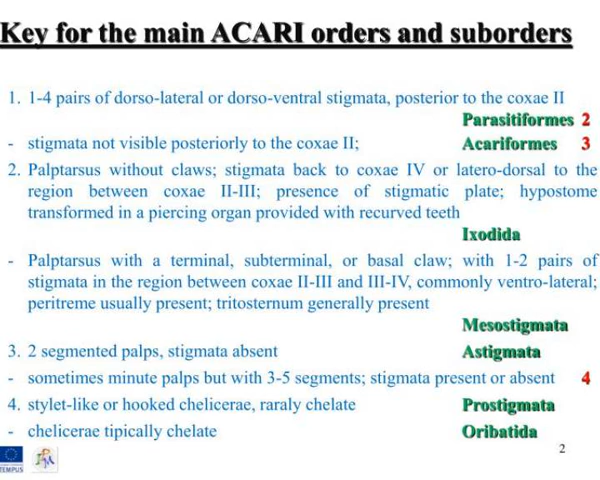 Key for the main ACARI orders and suborders
1. 1-4 pairs of dorso-lateral or dorso-ventral stigmata, posterior to the coxae II
Parasitiformes 2
- stigmata not visible posteriorly to the coxae II; Acariformes 3
2. Palptarsus without claws; stigmata back to coxae IV or latero-dorsal to the
region between coxae II-III; presence of stigmatic plate; hypostome
transformed in a piercing organ provided with recurved teeth
Ixodida
- Palptarsus with a terminal, subterminal, or basal claw; with 1-2 pairs of
stigmata in the region between coxae II-III and III-IV, commonly ventro-lateral;
peritreme usually present; tritosternum generally present
Mesostigmata
3. 2 segmented palps, stigmata absent Astigmata
- sometimes minute palps but with 3-5 segments; stigmata present or absent 4
4. stylet-like or hooked chelicerae, raraly chelate Prostigmata
- chelicerae tipically chelate Oribatida
2
TEMPUS